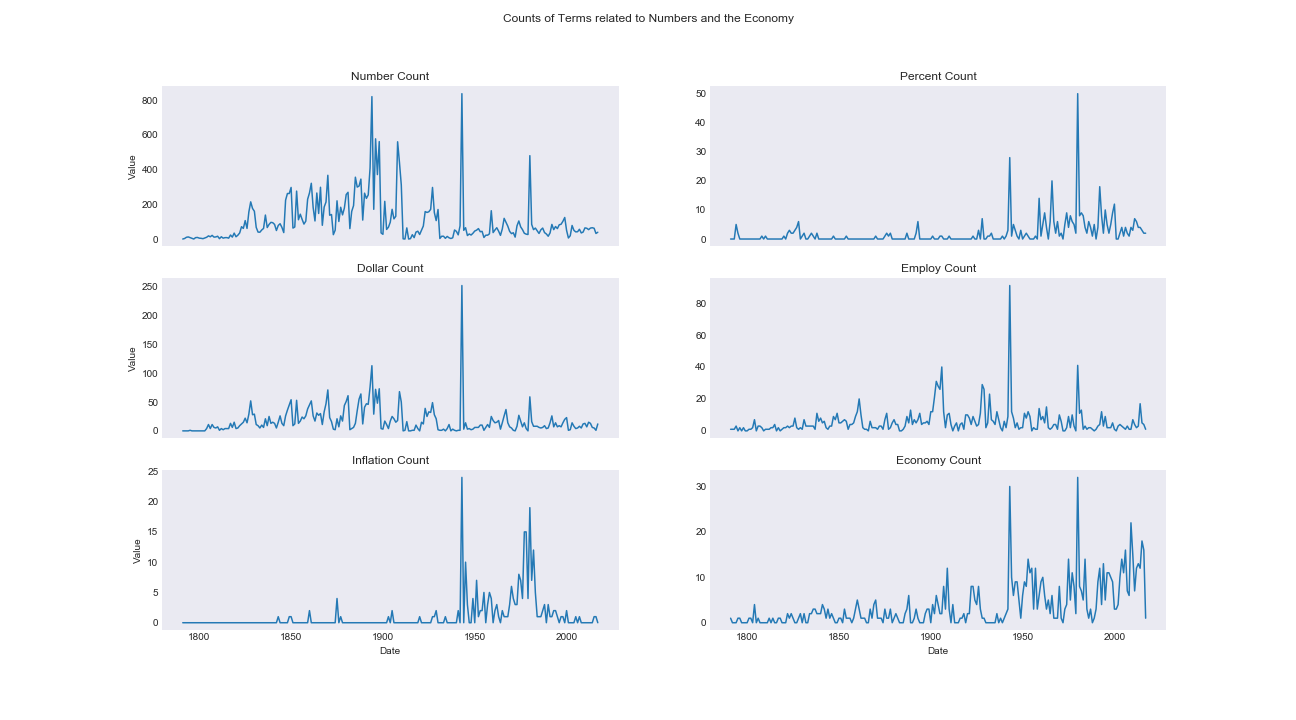 Counts of Terms related to Numbers and the Economy
Number Count
Value
800
600
400
200
0
Percent Count
50
40
30
20
10
0
Dollar Count
Value
250
200
150
100
50
0
Employ Count
80
60
40
20
0
Inflation Count
Value
25
20
15
10
5
0
1800 1850 1900 1950 2000
Date
Economy Count
30
20
10
0
1800 1850 1900 1950 2000
Date